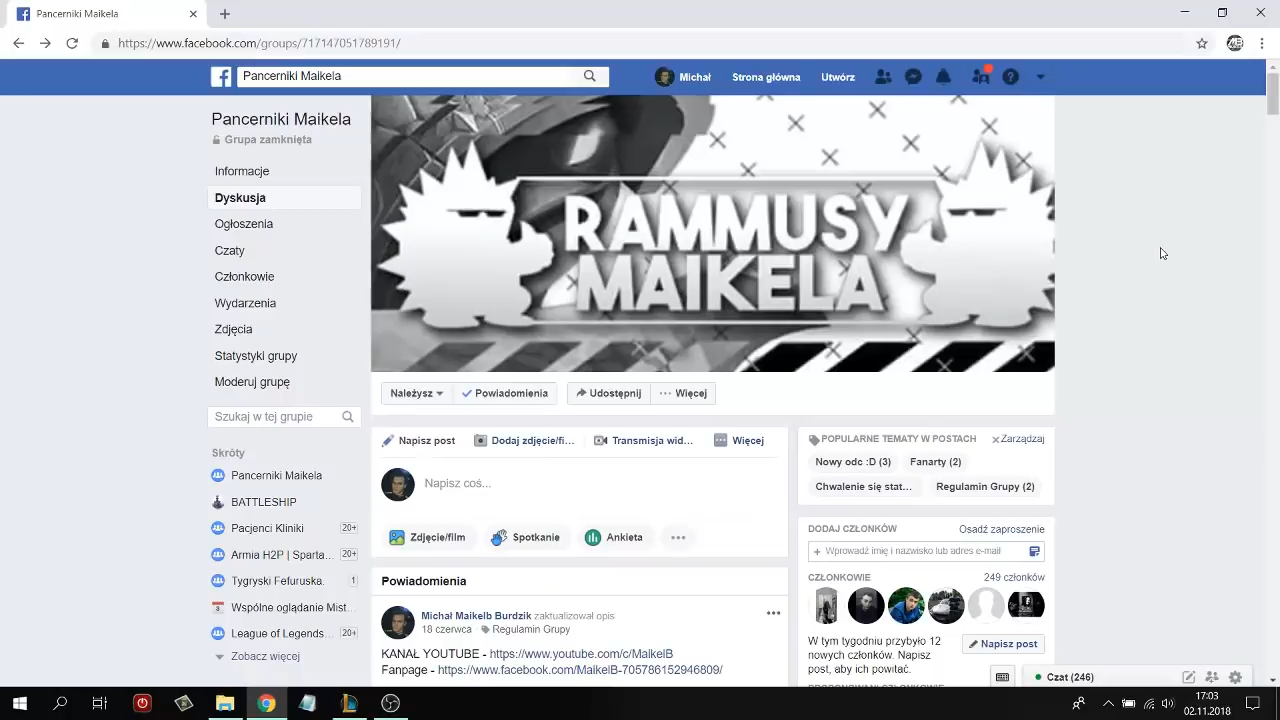 Pancerniki Maikela
https://www.facebook.com/groups/717147051789191/
Pancerniki Maikela
Michał
Strona główna
Utwórz
Pancerniki Maikela
Grupa zamknięta
Informacje
Dyskusja
Ogłoszenia
Czaty
Członkowie
Wydarzenia
Zdjęcia
Statystyki grupy
Moderuj grupę
Szukaj w tej grupie
Skróty
Pancerniki Maikela
BATTLESHIP
Pacjenci Kliniki 20+
Armia H2P | Sparta... 20+
Tygryski Fefuruska. 1
Wspólne oglądanie Mist...
League of Legends... 20+
Zobacz więcej
RAMMUSY
MAIKELA
Należysz
Powiadomienia
Udostępnij
Więcej
Napisz post
Dodaj zdjęcie/fi...
Transmisja wid...
Więcej
Napisz coś...
Zdjęcie/film
Spotkanie
Ankieta
Powiadomienia
Michał Maikelb Burdzik zaktualizował opis
18 czerwca
Regulamin Grupy
KANAŁ YOUTUBE - https://www.youtube.com/c/MaikelB
Fanpage - https://www.facebook.com/MaikelB-705786152946809/
POPULARNE TEMATY W POSTACH
Zarządzaj
Nowy odc :D (3)
Fanarty (2)
Chwalenie się stat...
Regulamin Grupy (2)
DODAJ CZŁONKÓW
Osadź zaproszenie
+ Wprowadź imię i nazwisko lub adres e-mail
CZŁONKOWIE
249 członków
W tym tygodniu przybyło 12
nowych członków. Napisz
post, aby ich powitać.
Napisz post
Czat (246)
17:03
02.11.2018